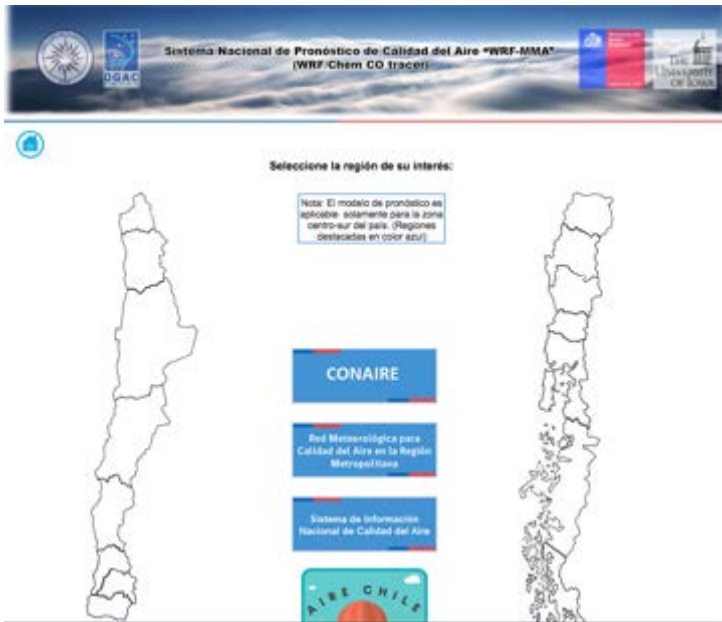 Sistema Nacional de Pronóstico de Calidad del Aire "WRF-MMA"
(WRF/Chem CO tracer)
DGAC
THE
UNIVERSITY
OF IOWA
Seleccione la región de su interés:
Nota: El modelo de pronóstico es
aplicable solamente para la zona
centro-sur del país. (Regiones
destacadas en color azul)
CONAIRE
Red Meteorológica para
Calidad del Aire en la Región
Metropolitana
Sistema de Información
Nacional de Calidad del Aire
AIRE CHILE